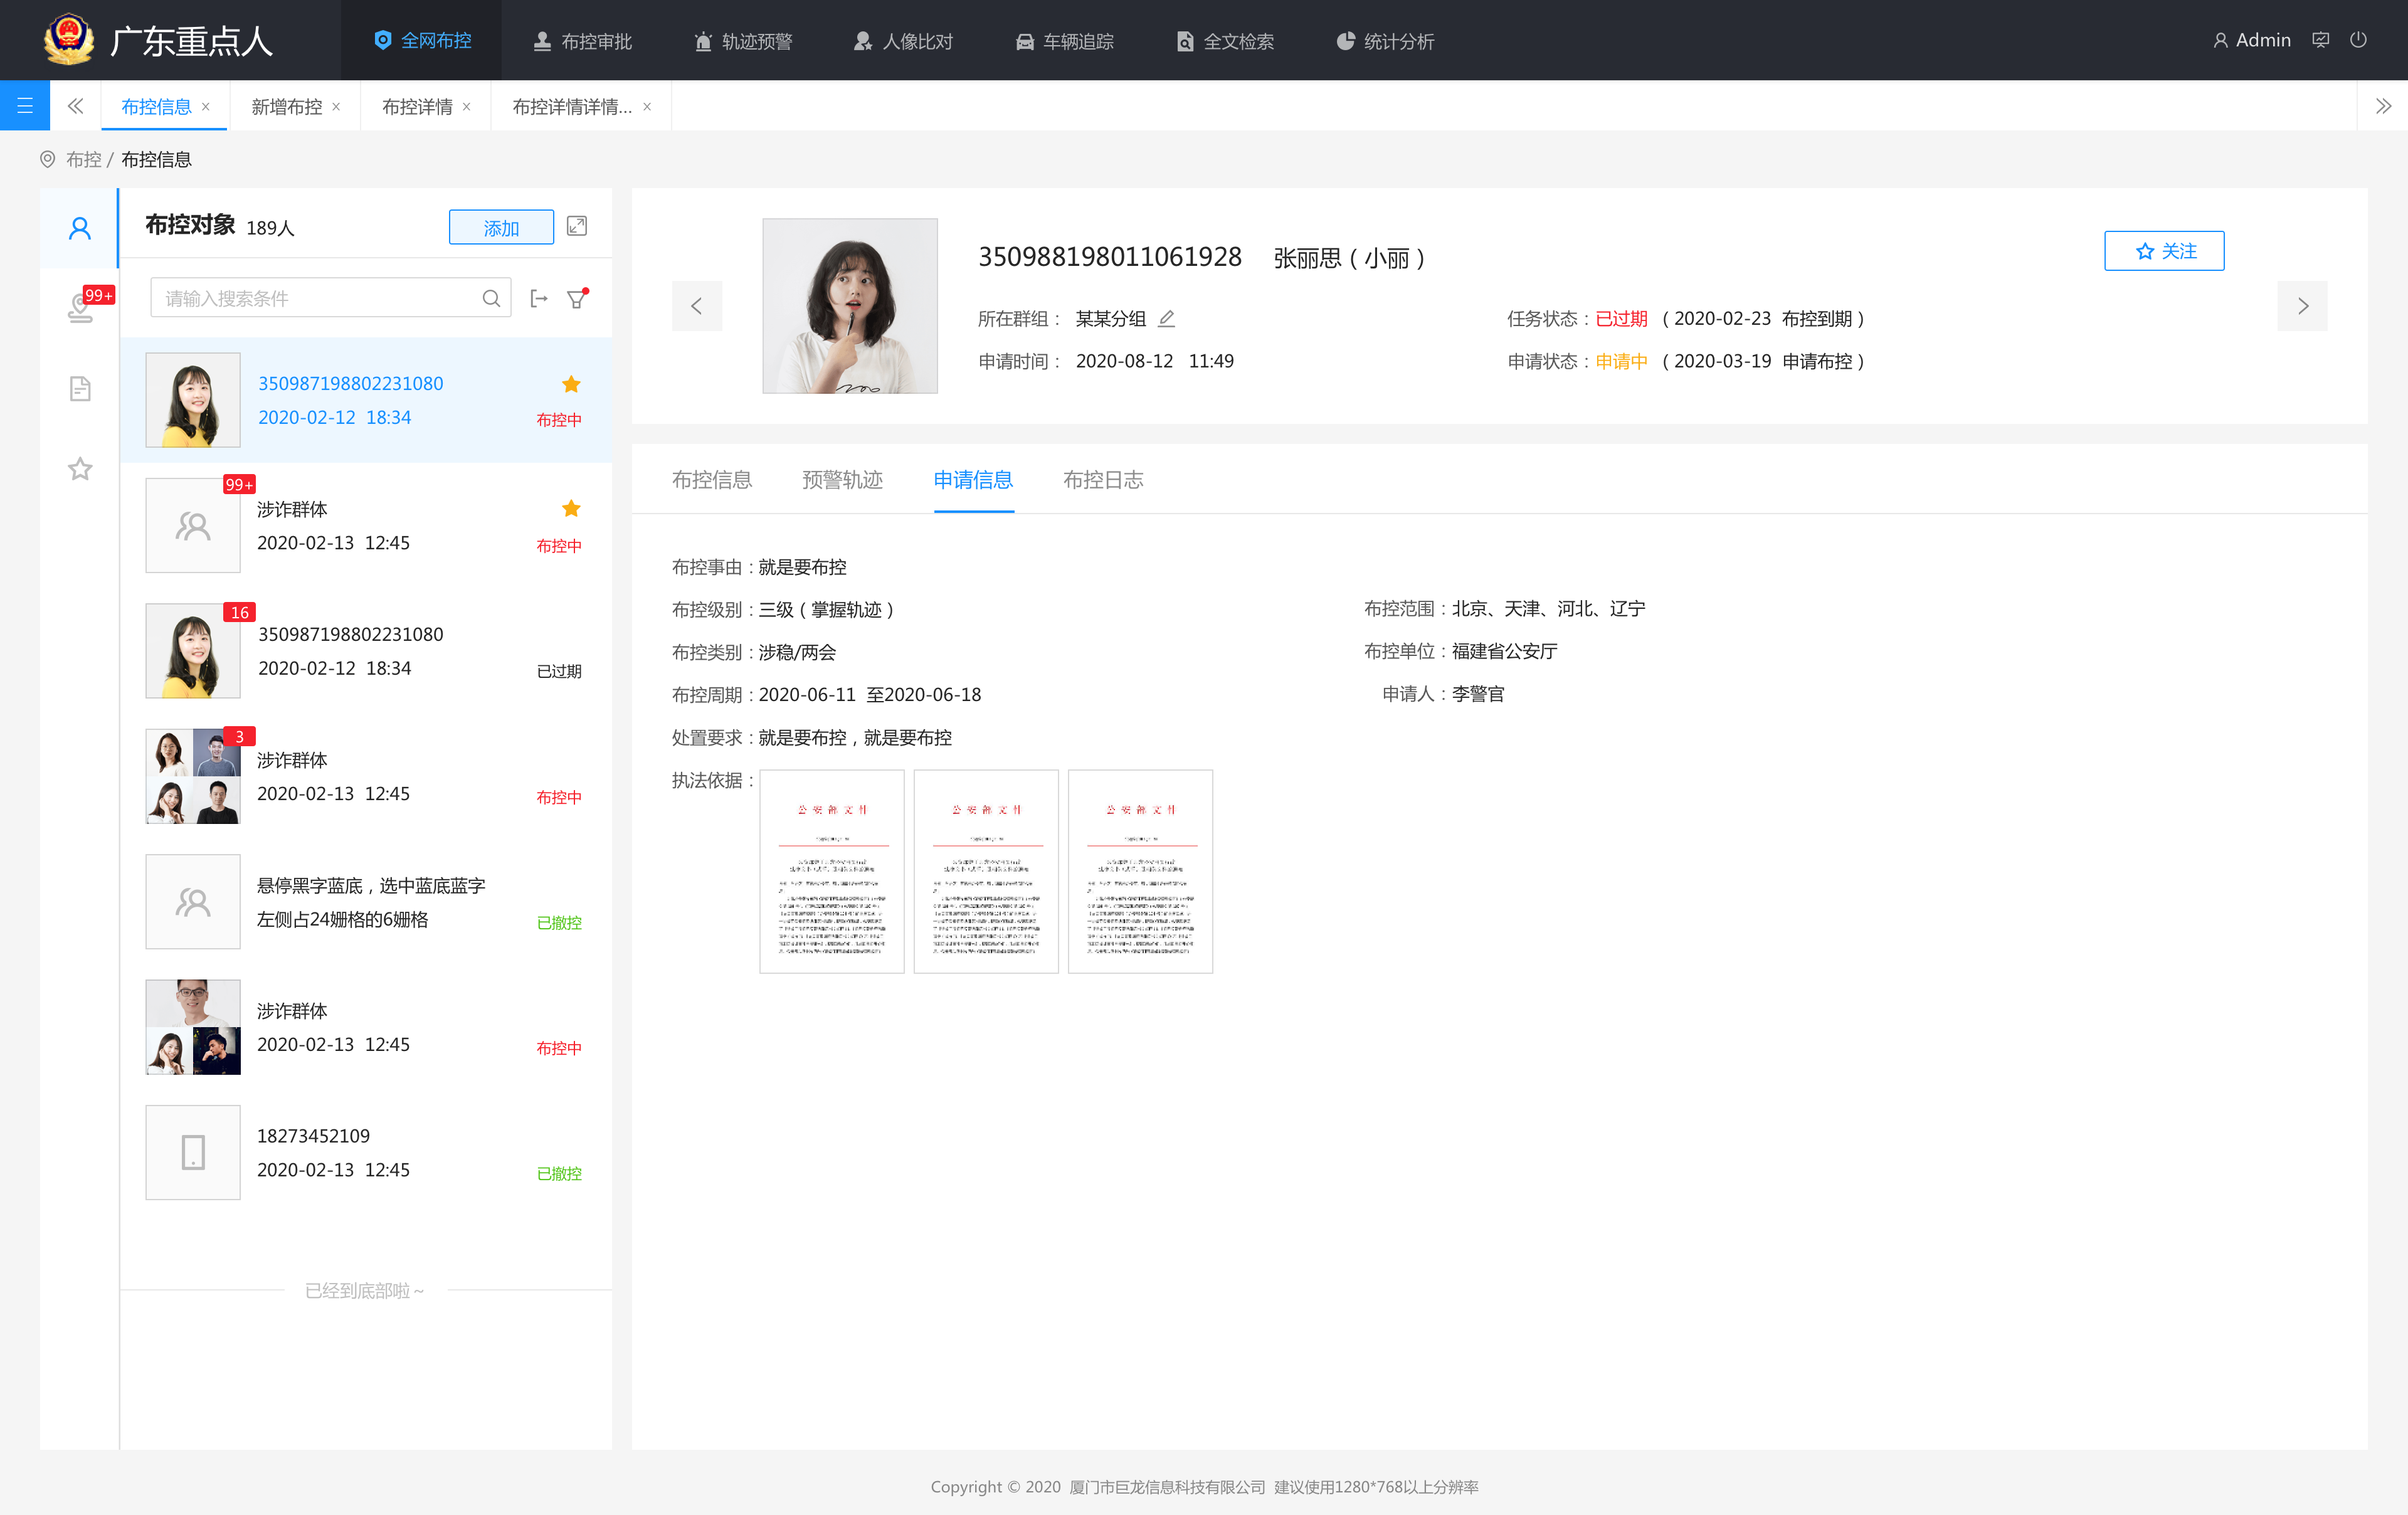 广东重点人
全网布控
布控审批
轨迹预警
人像比对
车辆追踪
全文检索
统计分析
Admin
布控信息 ×
新增布控 ×
布控详情 ×
布控详情详情... ×
布控 / 布控信息
布控对象 189人
添加
99+
请输入搜索条件
350987198802231080
2020-02-12 18:34
布控中
99+
涉诈群体
2020-02-13 12:45
布控中
16
350987198802231080
2020-02-12 18:34
已过期
3
涉诈群体
2020-02-13 12:45
布控中
悬停黑字蓝底，选中蓝底蓝字
左侧占24姗格的6姗格
已撤控
涉诈群体
2020-02-13 12:45
布控中
18273452109
2020-02-13 12:45
已撤控
已经到底部啦～
350988198011061928 张丽思（小丽）
关注
所在群组： 某某分组
任务状态：已过期 （2020-02-23 布控到期）
申请时间： 2020-08-12 11:49
申请状态：申请中 （2020-03-19 申请布控）
布控信息
预警轨迹
申请信息
布控日志
布控事由：就是要布控
布控级别：三级（掌握轨迹）
布控范围：北京、天津、河北、辽宁
布控类别：涉稳/两会
布控单位：福建省公安厅
布控周期：2020-06-11 至2020-06-18
申请人：李警官
处置要求：就是要布控，就是要布控
执法依据：
公安部文件
公安部文件
公安部文件
Copyright © 2020 厦门市巨龙信息科技有限公司 建议使用1280*768以上分辨率